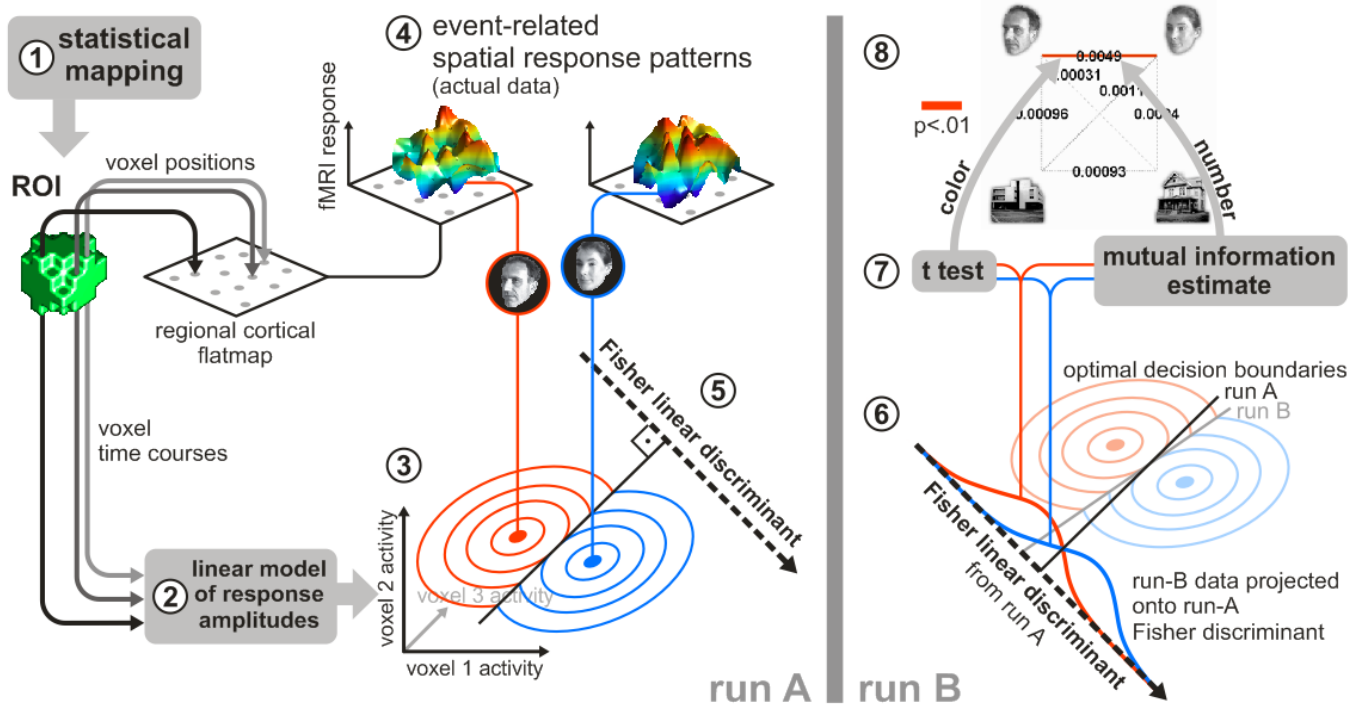 1
statistical
mapping
ROI
voxel positions
regional cortical
flatmap
voxel
time courses
2
linear model
of response
amplitudes
4
event-related
spatial response patterns
(actual data)
fMRI response
3
voxel 2 activity
voxel 3 activity
voxel 1 activity
5
Fisher linear discriminant
run A
run B
8
p<.01
0.0049
0.00096
0.00093
color
number
7
t test
mutual information
estimate
6
optimal decision boundaries
run A
run B
Fisher linear discriminant
from run A
run-B data projected
onto run-A
Fisher discriminant